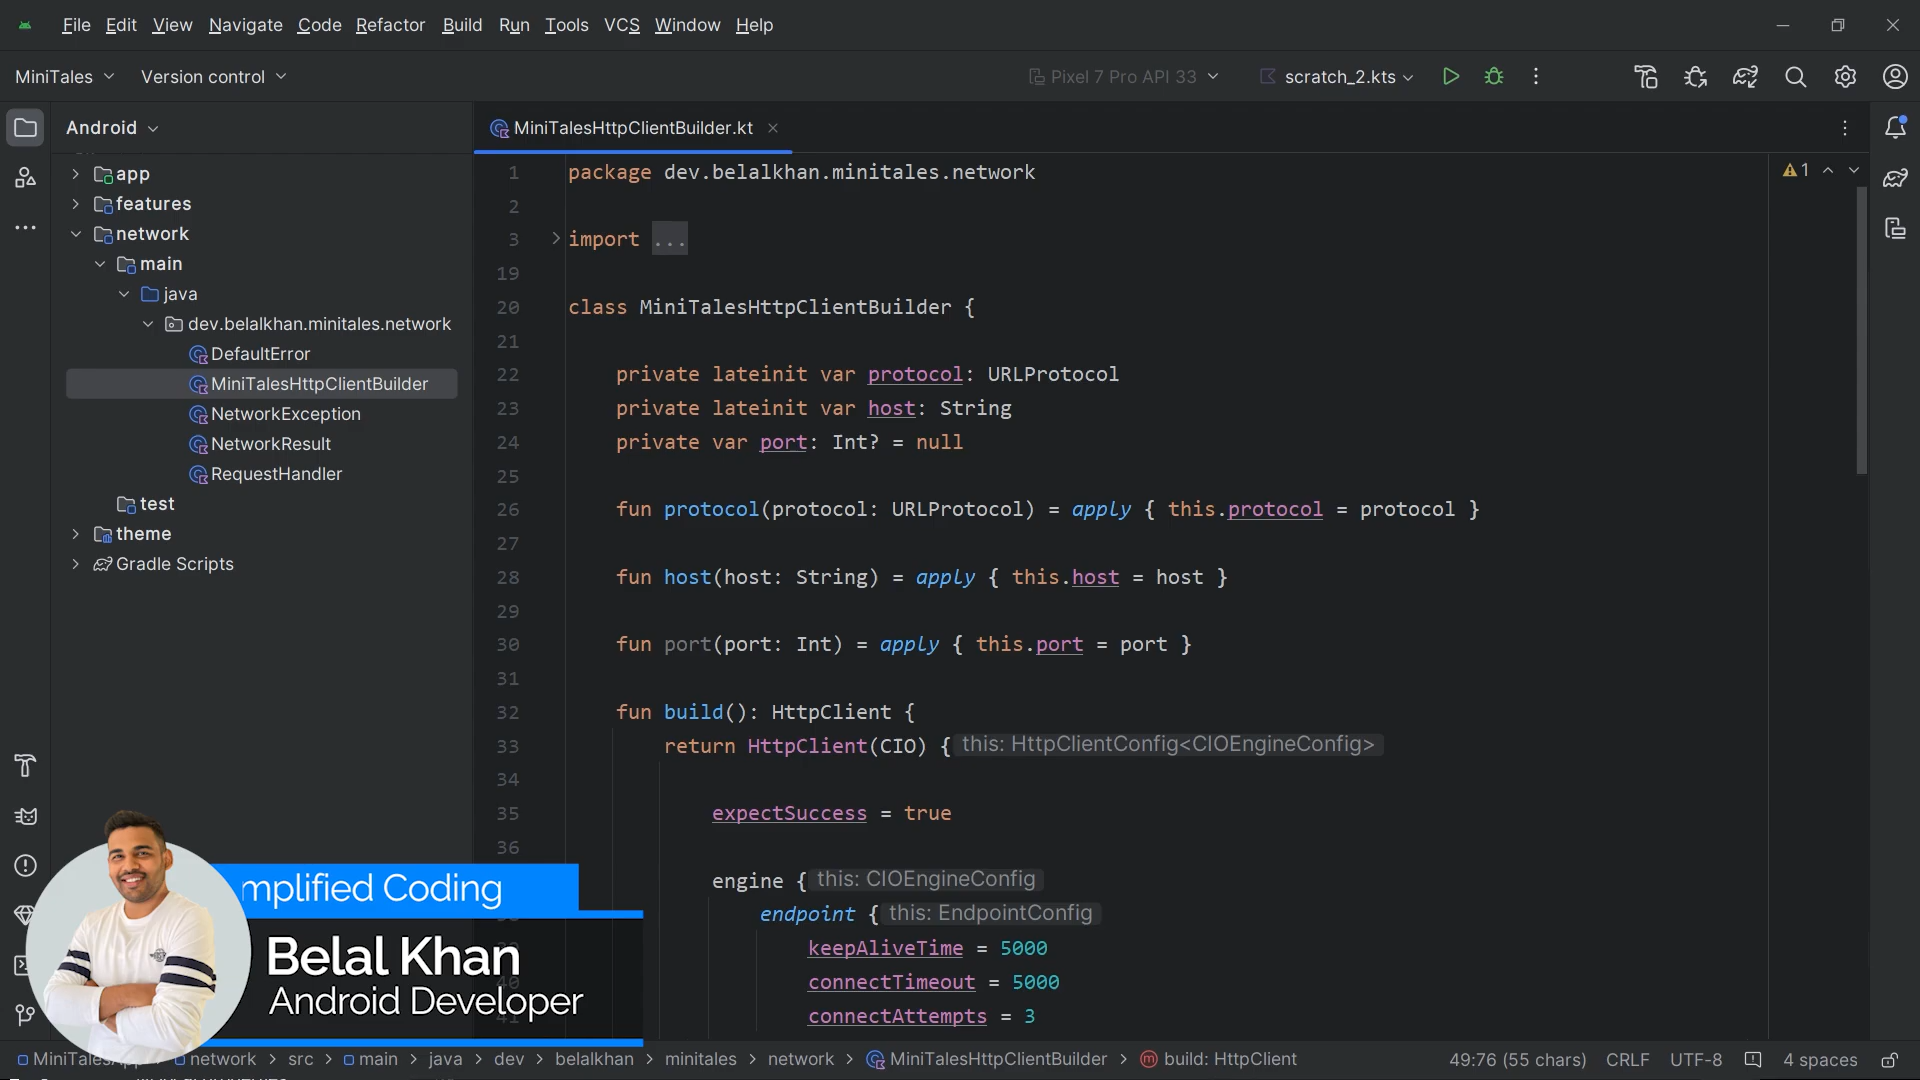 File Edit View Navigate Code Refactor Build Run Tools VCS Window Help
MiniTales Version control Pixel 7 Pro API 33 scratch_2.kts
Android
MiniTalesHttpClientBuilder.kt
app
features
network
main
java
dev.belalkhan.minitales.network
DefaultError
MiniTalesHttpClientBuilder
NetworkException
NetworkResult
RequestHandler
test
theme
Gradle Scripts
1 package dev.belalkhan.minitales.network
1
2
3 import ...
19
20 class MiniTalesHttpClientBuilder {
21
22 private lateinit var protocol: URLProtocol
23 private lateinit var host: String
24 private var port: Int? = null
25
26 fun protocol(protocol: URLProtocol) = apply { this.protocol = protocol }
27
28 fun host(host: String) = apply { this.host = host }
29
30 fun port(port: Int) = apply { this.port = port }
31
32 fun build(): HttpClient {
33 return HttpClient(CIO) { this: HttpClientConfig<CIOEngineConfig>
34
35 expectSuccess = true
36
engine { this: CIOEngineConfig
endpoint { this: EndpointConfig
keepAliveTime = 5000
connectTimeout = 5000
connectAttempts = 3
mplified Coding
Belal Khan
Android Developer
network > src > main > java > dev > belalkhan > minitales > network > MiniTalesHttpClientBuilder > build: HttpClient
49:76 (55 chars) CRLF UTF-8 4 spaces